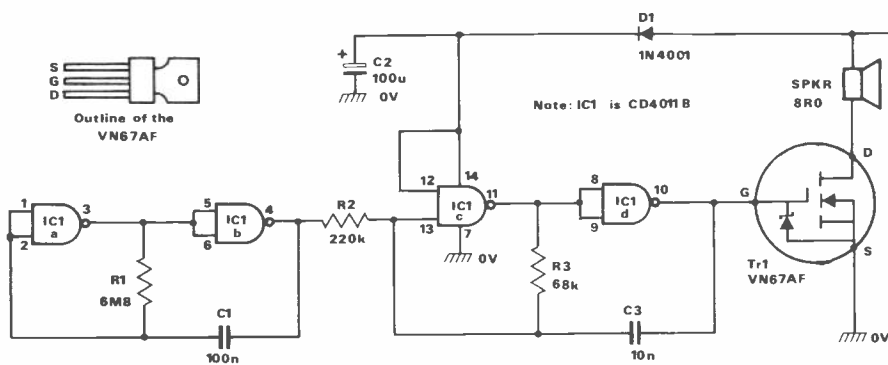 S
G
D
Outline of the
VN67AF
+
C2
100u
0V
D1
1N4001
Note: IC1 is CD4011B
SPKR
8R0
D
G
S
Tr1
VN67AF
0V
1
2
IC1
a
3
5
6
IC1
b
4
R2
220k
12
13
14
IC1
c
7
11
0V
8
9
IC1
d
10
R1
6M8
C1
100n
R3
68k
C3
10n